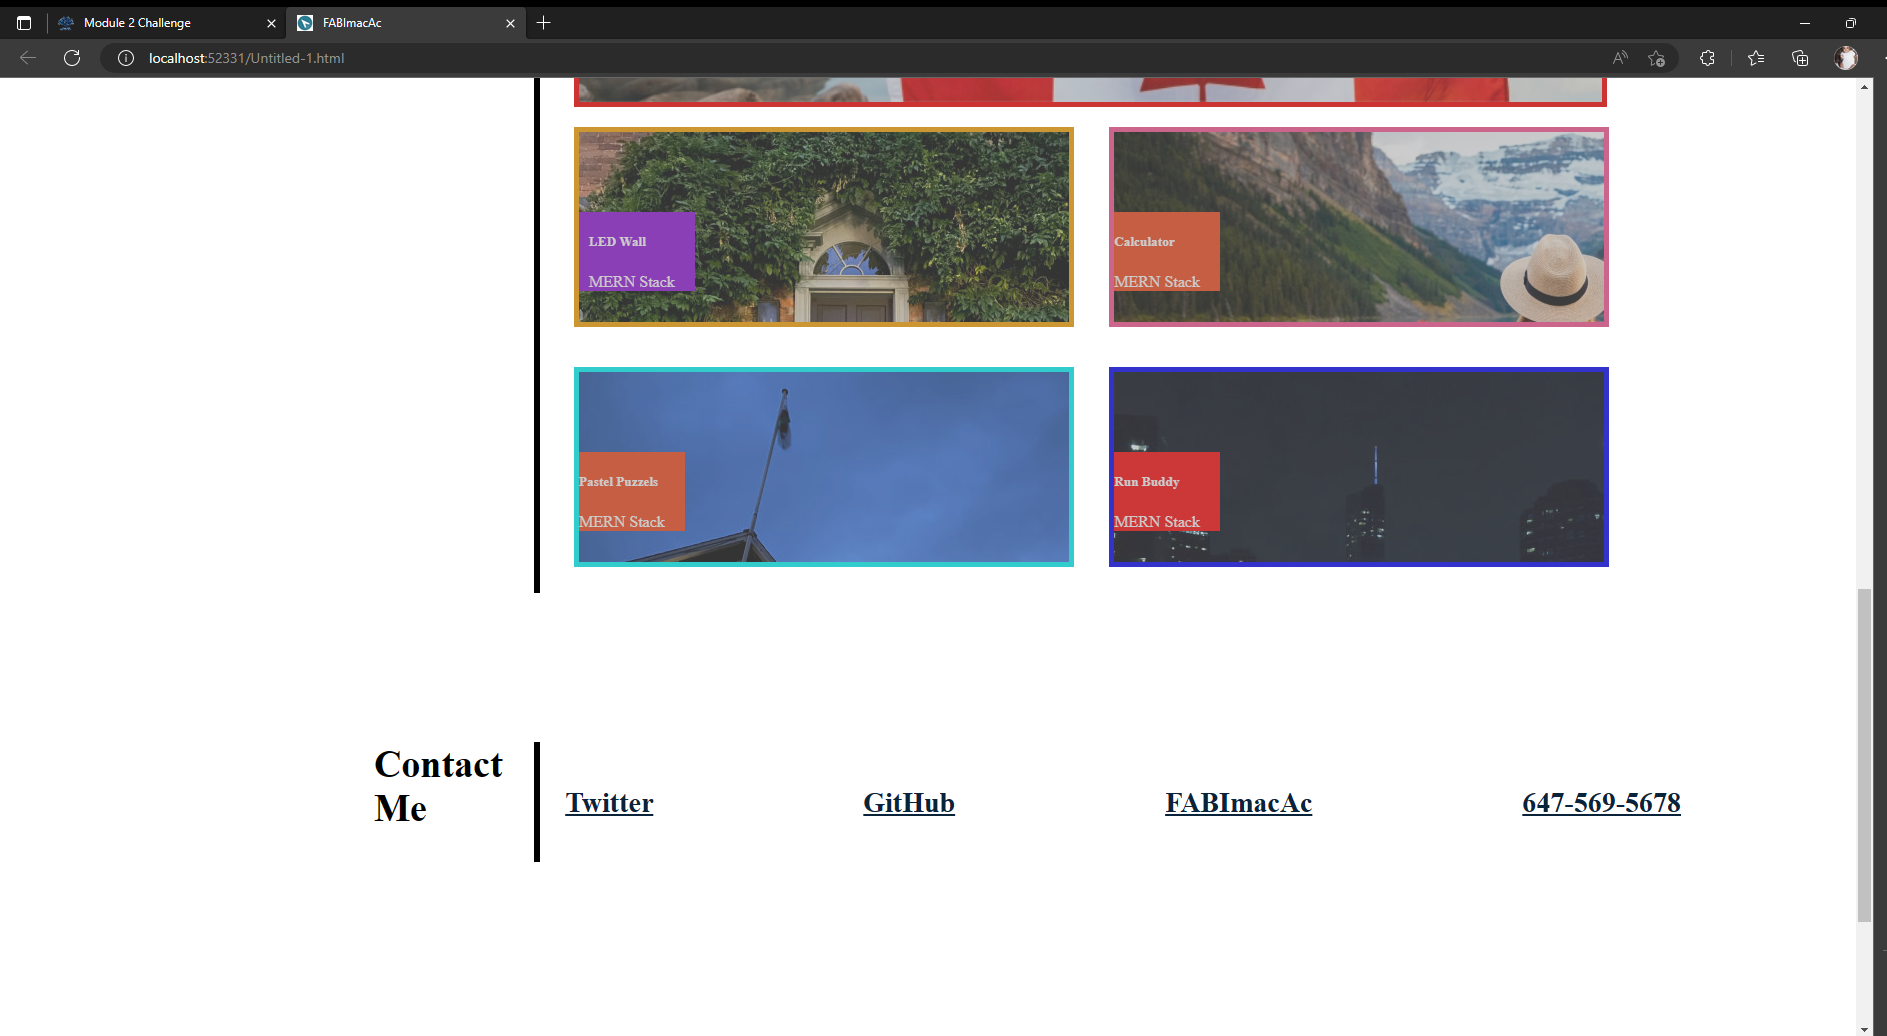 Module 2 Challenge
FABImacAc
localhost:52331/Untitled-1.html
LED Wall
MERN Stack
Calculator
MERN Stack
Pastel Puzzels
MERN Stack
Run Buddy
MERN Stack
Contact
Me
Twitter
GitHub
FABImacAc
647-569-5678